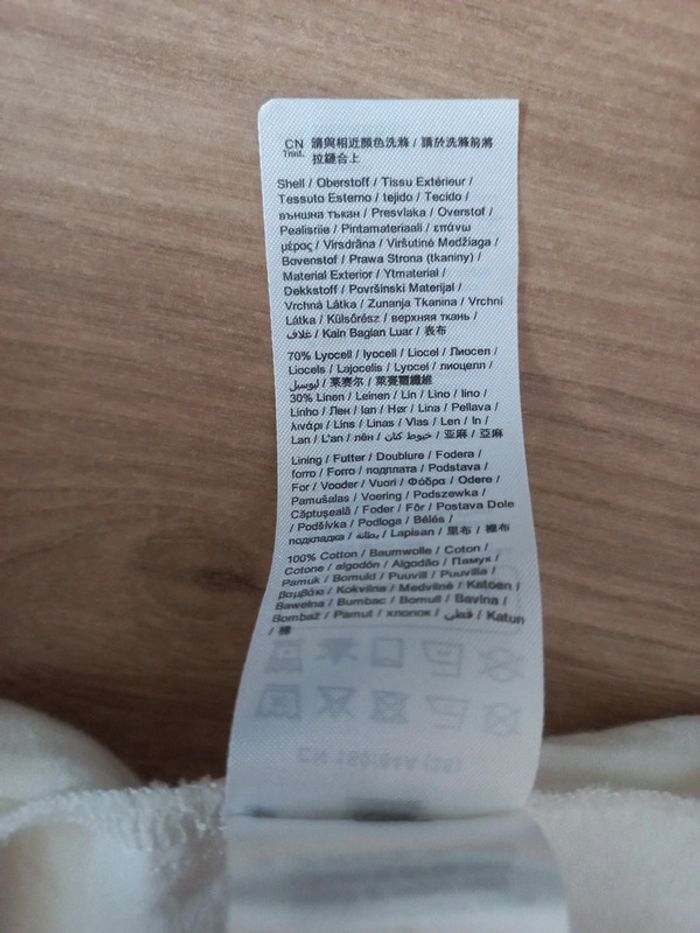 CN 請與相近顏色洗滌 / 請於洗滌前將
Trad. 拉鏈合上
Shell / Oberstoff / Tissu Extérieur /
Tessuto Esterno / tejido / Tecido /
външна тъкан / Presvlaka / Overstof /
Pealisriie / Pintamateriaali / επάνω
μέρος / Virsdrāna / Viršutinė Medžiaga /
Bovenstof / Prawa Strona (tkaniny) /
Material Exterior / Ytmaterial /
Dekkstoff / Površinski Materijal /
Vrchná Látka / Zunanja Tkanina / Vrchní
Látka / Külsőrész / верхняя ткань /
غلاف / Kain Bagian Luar / 表布
70% Lyocell / lyocell / Liocel / Лиосел /
Liocels / Lajocelis / Lyocel / лиоцелл /
ليوسيل / 莱赛尔 / 萊賽爾纖維
30% Linen / Leinen / Lin / Lino / lino /
Linho / Лен / lan / Hør / Lina / Pellava /
λινάρι / Lins / Linas / Vlas / Len / In /
Lan / L'an / лён / خيوط كتان / 亚麻 / 亞麻
Lining / Futter / Doublure / Fodera /
forro / Forro / подплата / Podstava /
For / Vooder / Vuori / Φόδρα / Odere /
Pamušalas / Voering / Podszewka /
Căptuşeală / Foder / Fôr / Postava Dole
/ Podšívka / Podloga / Bélés /
подкладка / بطانة / Lapisan / 里布 / 裡布
100% Cotton / Baumwolle / Coton /
Cotone / algodón / Algodão / Памук /
Pamuk / Bomuld / Puuvill / Puuvilla /
βαμβάκι / Kokvilna / Medvilnė / Katoen /
Bawełna / Bumbac / Bomull / Bavlna /
Bombaž / Pamut / хлопок / قطن / Katun
/ 棉